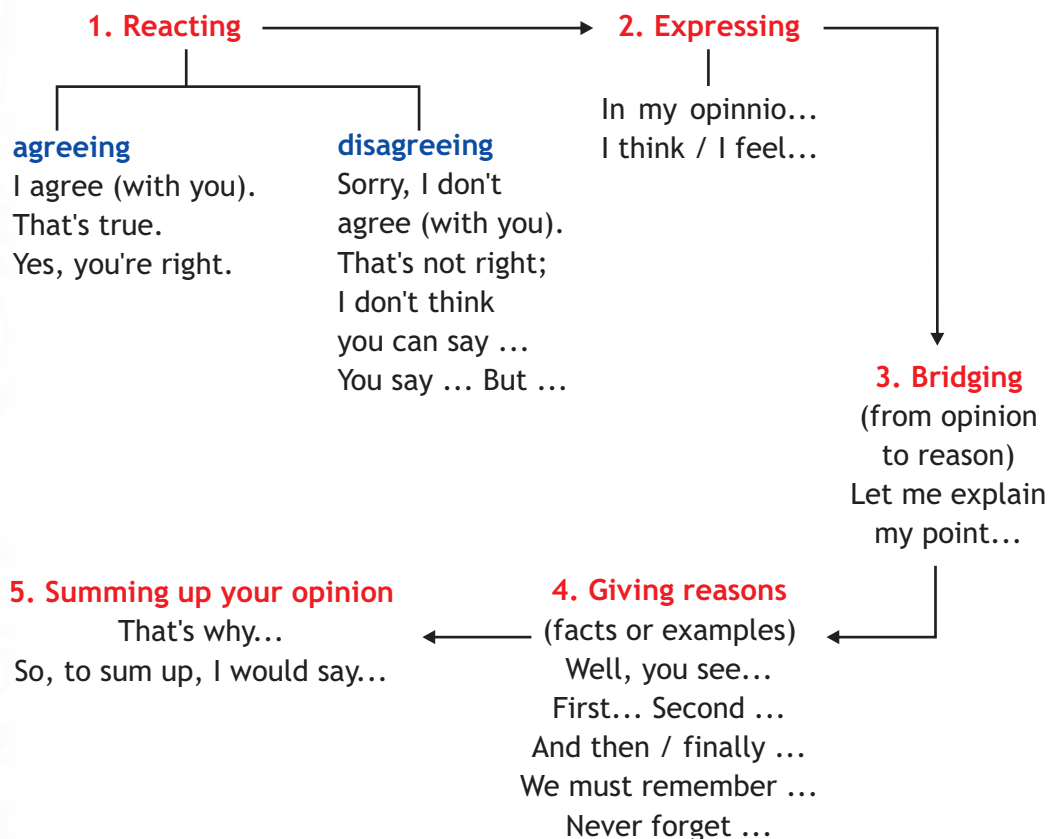 1. Reacting
agreeing
I agree (with you).
That's true.
Yes, you're right.
disagreeing
Sorry, I don't
agree (with you).
That's not right;
I don't think
you can say ...
You say ... But ...
2. Expressing
In my opinnio...
I think / I feel...
3. Bridging
(from opinion
to reason)
Let me explain
my point...
4. Giving reasons
(facts or examples)
Well, you see...
First... Second ...
And then / finally ...
We must remember ...
Never forget ...
5. Summing up your opinion
That's why...
So, to sum up, I would say...